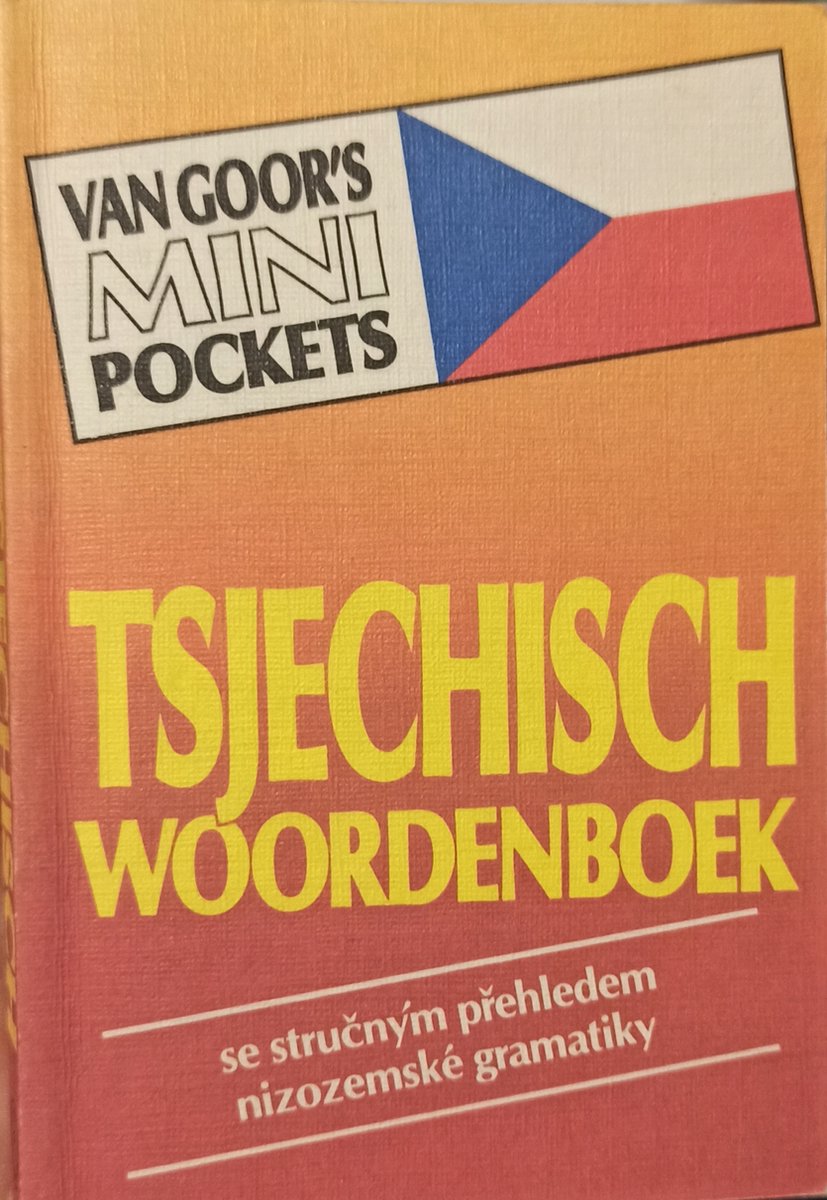 VAN GOOR'S
MINI
POCKETS
TSJECHISCH
WOORDENBOEK
se stručným přehledem
nizozemské gramatiky